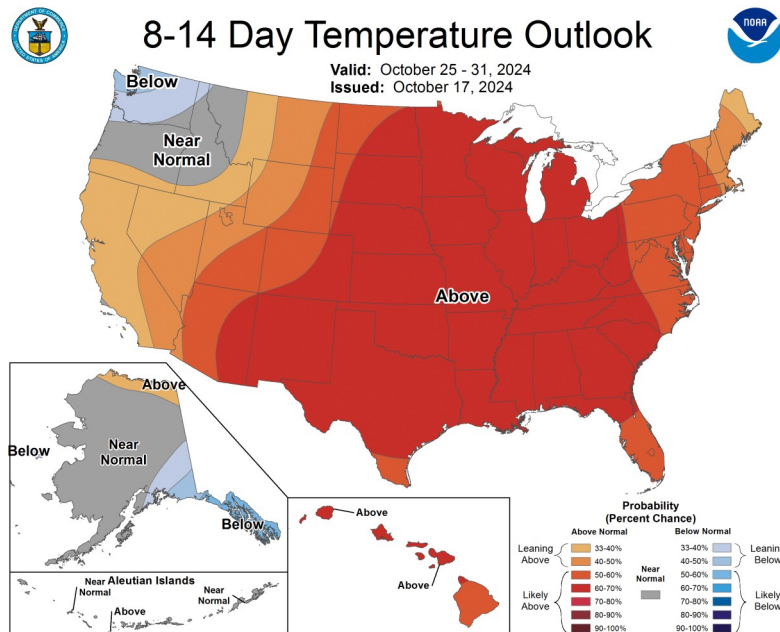 8-14 Day Temperature Outlook
Valid: October 25 - 31, 2024
Issued: October 17, 2024
NOAA
Below
Near
Normal
Above
Above
Near
Normal
Below
Below
Near
Normal
Aleutian Islands
Near
Normal
Above
Above
Above
Probability
(Percent Chance)
Above Normal
Below Normal
Leaning
Above
33-40%
40-50%
33-40%
40-50%
Leaning
Below
Near
Normal
Likely
Above
50-60%
60-70%
70-80%
80-90%
90-100%
50-60%
60-70%
70-80%
80-90%
90-100%
Likely
Below